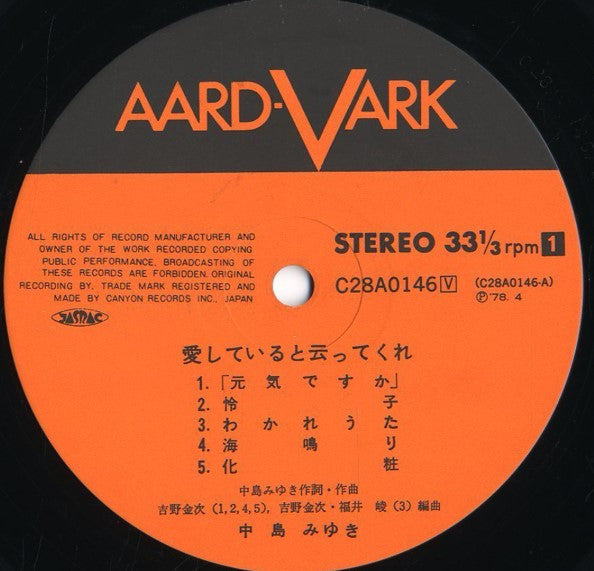 AARD-VARK
ALL RIGHTS OF RECORD MANUFACTURER AND
OWNER OF THE WORK RECORDED COPYING
PUBLIC PERFORMANCE, BROADCASTING OF
THESE RECORDS ARE FORBIDDEN. ORIGINAL
RECORDING BY. TRADE MARK REGISTERED AND
MADE BY CANYON RECORDS INC., JAPAN
JASRAC
STEREO 33⅓ rpm 1
C28A0146 V (C28A0146-A)
Ⓟ '78. 4
愛していると云ってくれ
1.「元気ですか」
2. 怜子
3. わかれうた
4. 海鳴り
5. 化粧
中島みゆき作詞・作曲
吉野金次 (1,2,4,5), 吉野金次・福井 峻 (3) 編曲
中島みゆき